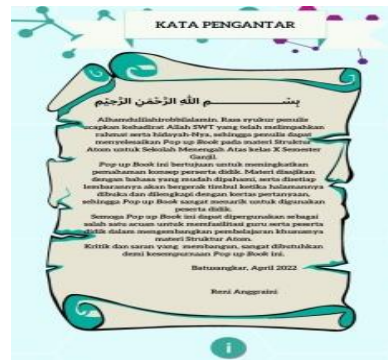 KATA PENGANTAR
بِسْــــــــمِ اللَّهِ الرَّحْمَنِ الرَّحِيْمِ
Alhamdulillahirobbilalamin. Rasa syukur penulis
ucapkan kehadirat Allah SWT yang telah melimpahkan
rahmat serta hidayah-Nya, sehingga penulis dapat
menyelesaikan Pop up Book pada materi Struktur
Atom untuk Sekolah Menengah Atas kelas X Semester
Ganjil.
Pop up Book ini bertujuan untuk meningkatkan
pemahaman konsep perserta didik. Materi disajikan
dengan bahasa yang mudah dipahami, serta disetiap
lembarannya akan bergerak timbul ketika halamannya
dibuka dan dilengkapi dengan kertas pertanyaan,
sehingga Pop up Book sangat menarik untuk digunakan
peserta didik.
Semoga Pop up Book ini dapat dipergunakan sebagai
salah satu acuan untuk memfasilitasi guru serta peserta
didik dalam mengembangkan pembelajaran khususnya
materi Struktur Atom.
Kritik dan saran yang membangun, sangat dibutuhkan
demi kesempurnaan Pop up Book ini.
Batusangkar, April 2022
Reni Anggraini
i